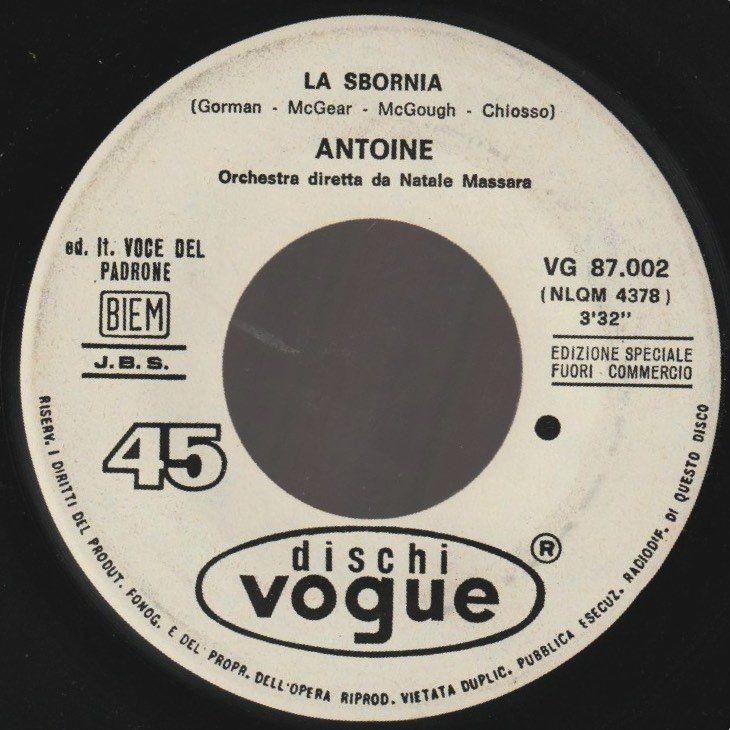 LA SBORNIA
(Gorman - McGear - McGough - Chiosso)
ANTOINE
Orchestra diretta da Natale Massara
ed. It. VOCE DEL
PADRONE
BIEM
J.B.S.
VG 87.002
(NLQM 4378)
3'32"
EDIZIONE SPECIALE
FUORI - COMMERCIO
45
dischi
vogue
®
RISERV. I DIRITTI DEL PRODUT. FONOG. E DEL PROPR. DELL'OPERA RIPROD. VIETATA DUPLIC. PUBBLICA ESECUZ. RADIODIF. DI QUESTO DISCO